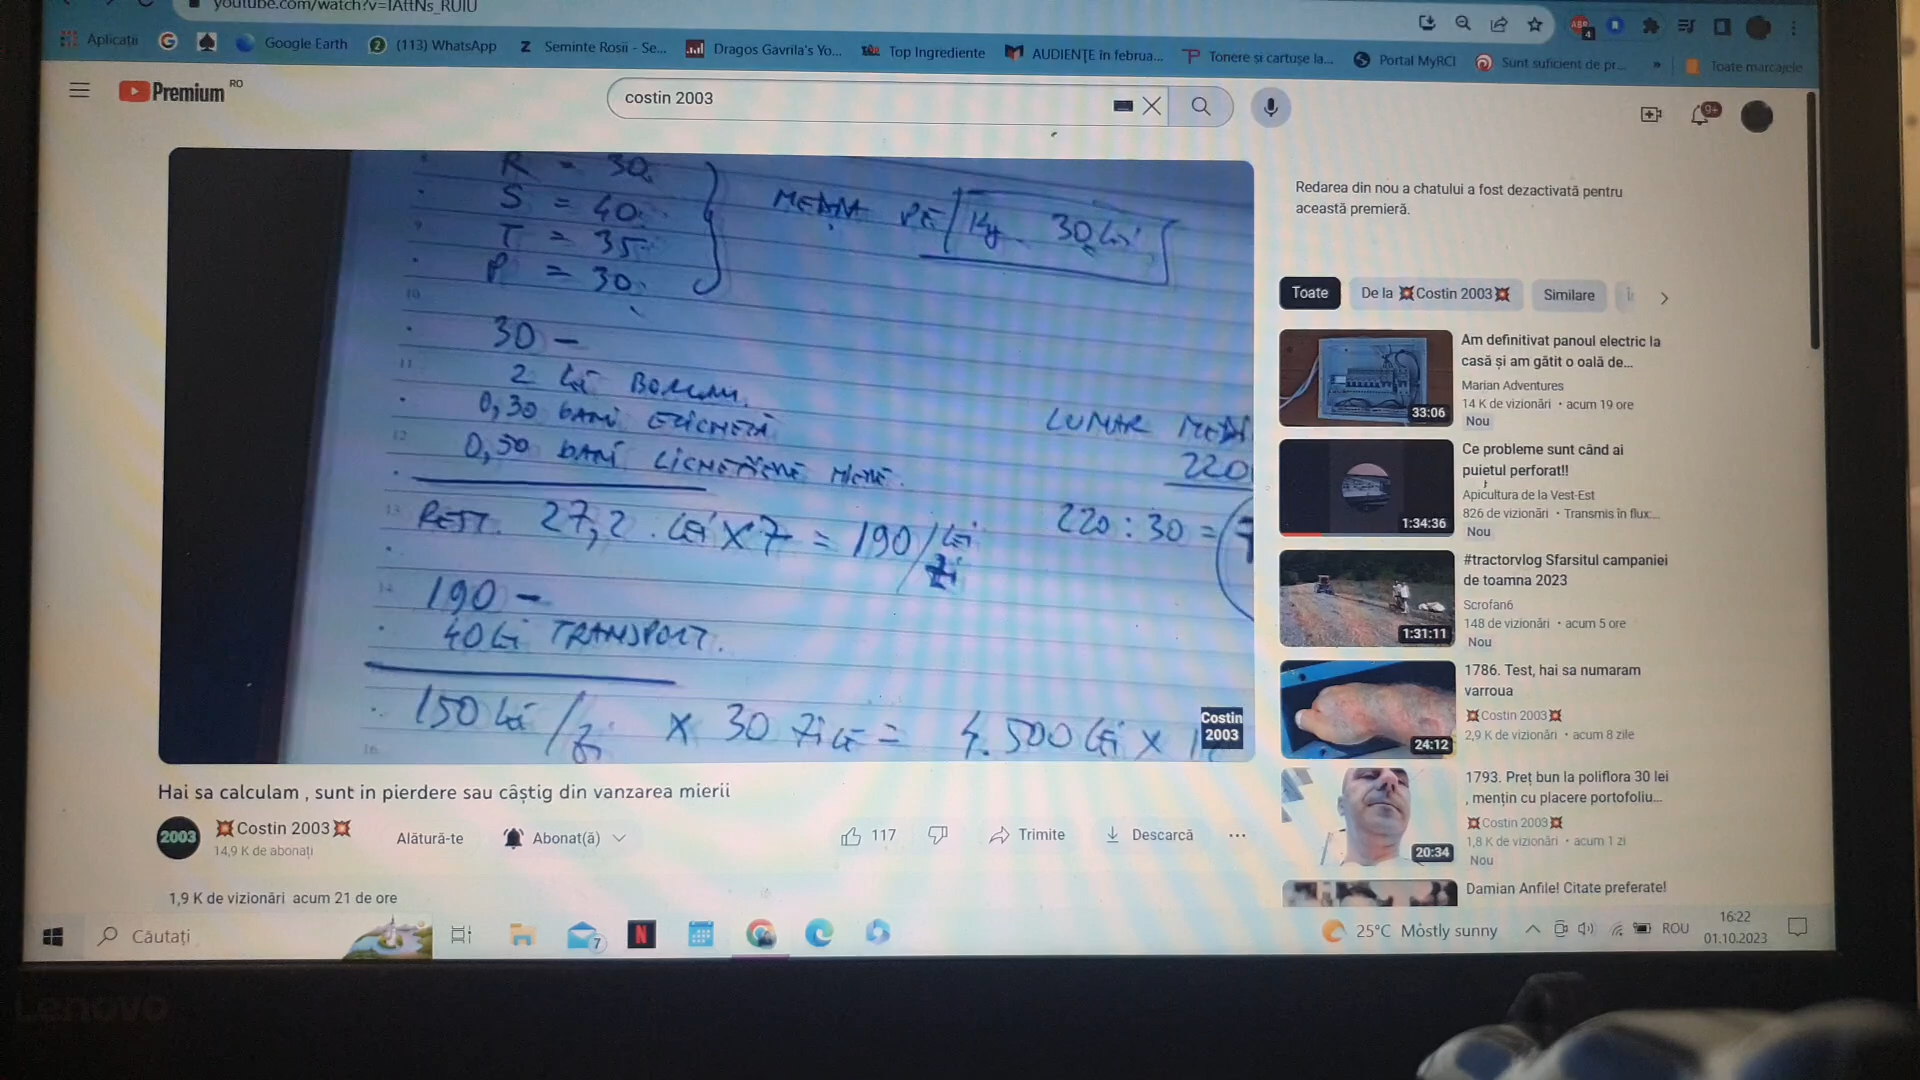 youtube.com/watch?v=IAttNs_RUIU
Aplicații
Google Earth
(113) WhatsApp
Seminte Rosii - Se...
Dragos Gavrila's Yo...
Top Ingrediente
AUDIENȚE în februa...
Tonere și cartușe la...
Portal MyRCI
Sunt suficient de pr...
»
Toate marcajele
Premium RO
costin 2003
9+
R = 30
S = 40
T = 35
P = 30
MEDIA PE Kg 30 lei
30 -
2 lei
0,30 bani
0,50 bani
LUMAR
220
REST. 27,2 . lei x 7 = 190/lei
zi
220 : 30 = 7
190 -
40 lei TRANSPORT.
150 lei / zi x 30 zile = 4.500 lei x
Costin
2003
Redarea din nou a chatului a fost dezactivată pentru
această premieră.
Toate
De la 💥Costin 2003💥
Similare
Am definitivat panoul electric la
casă și am gătit o oală de...
Marian Adventures
14 K de vizionări • acum 19 ore
Nou
33:06
Ce probleme sunt când ai
puietul perforat!!
Apicultura de la Vest-Est
826 de vizionări • Transmis în flux:...
Nou
1:34:36
#tractorvlog Sfarsitul campaniei
de toamna 2023
Scrofan6
148 de vizionări • acum 5 ore
Nou
1:31:11
1786. Test, hai sa numaram
varroua
💥Costin 2003💥
2,9 K de vizionări • acum 8 zile
24:12
1793. Preț bun la poliflora 30 lei
, mențin cu placere portofoliu...
💥Costin 2003💥
1,8 K de vizionări • acum 1 zi
Nou
20:34
Damian Anfile! Citate preferate!
Hai sa calculam , sunt in pierdere sau câștig din vanzarea mierii
2003
💥Costin 2003💥
14,9 K de abonați
Alătură-te
Abonat(ă)
117
Trimite
Descarcă
1,9 K de vizionări acum 21 de ore
Căutați
7
25°C Mostly sunny
ROU
16:22
01.10.2023
Lenovo